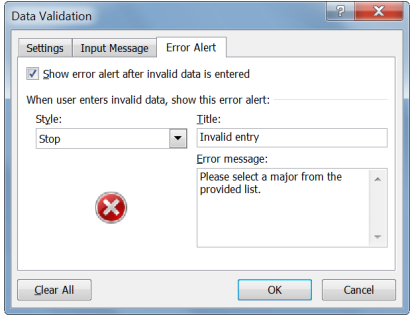 Data Validation
Settings Input Message Error Alert
Show error alert after invalid data is entered
When user enters invalid data, show this error alert:
Style: Title:
Stop Invalid entry
Error message:
Please select a major from the
provided list.
Clear All OK Cancel